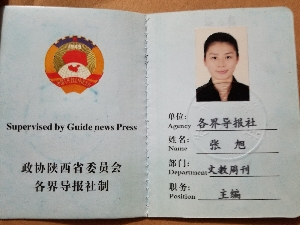 Supervised by Guide news Press
政协陕西省委员会
各界导报社制
单位: 各界导报社
Agency
姓名: 张旭
Name
部门: 文教周刊
Department
职务: 主编
Position